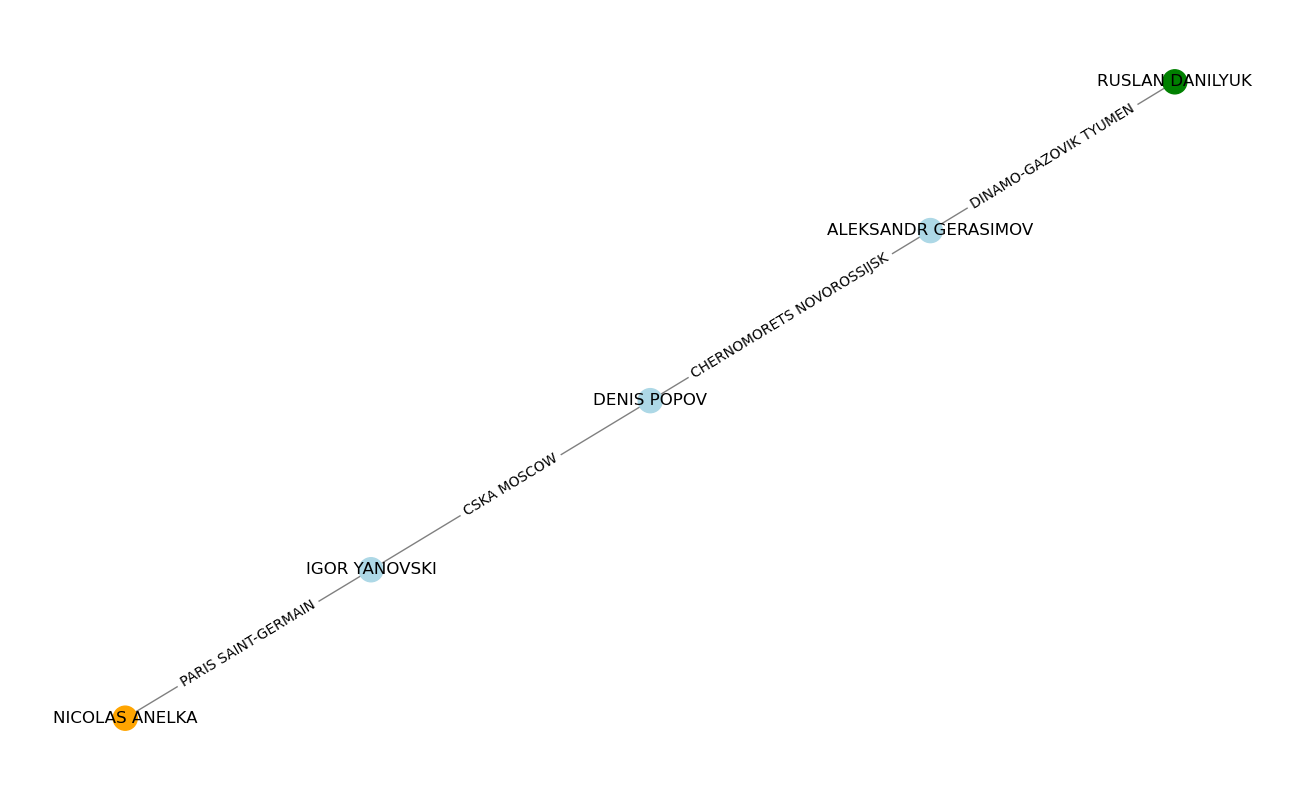 RUSLAN DANILYUK
DINAMO-GAZOVIK TYUMEN
ALEKSANDR GERASIMOV
CHERNOMORETS NOVOROSSIJSK
DENIS POPOV
CSKA MOSCOW
IGOR YANOVSKI
PARIS SAINT-GERMAIN
NICOLAS ANELKA